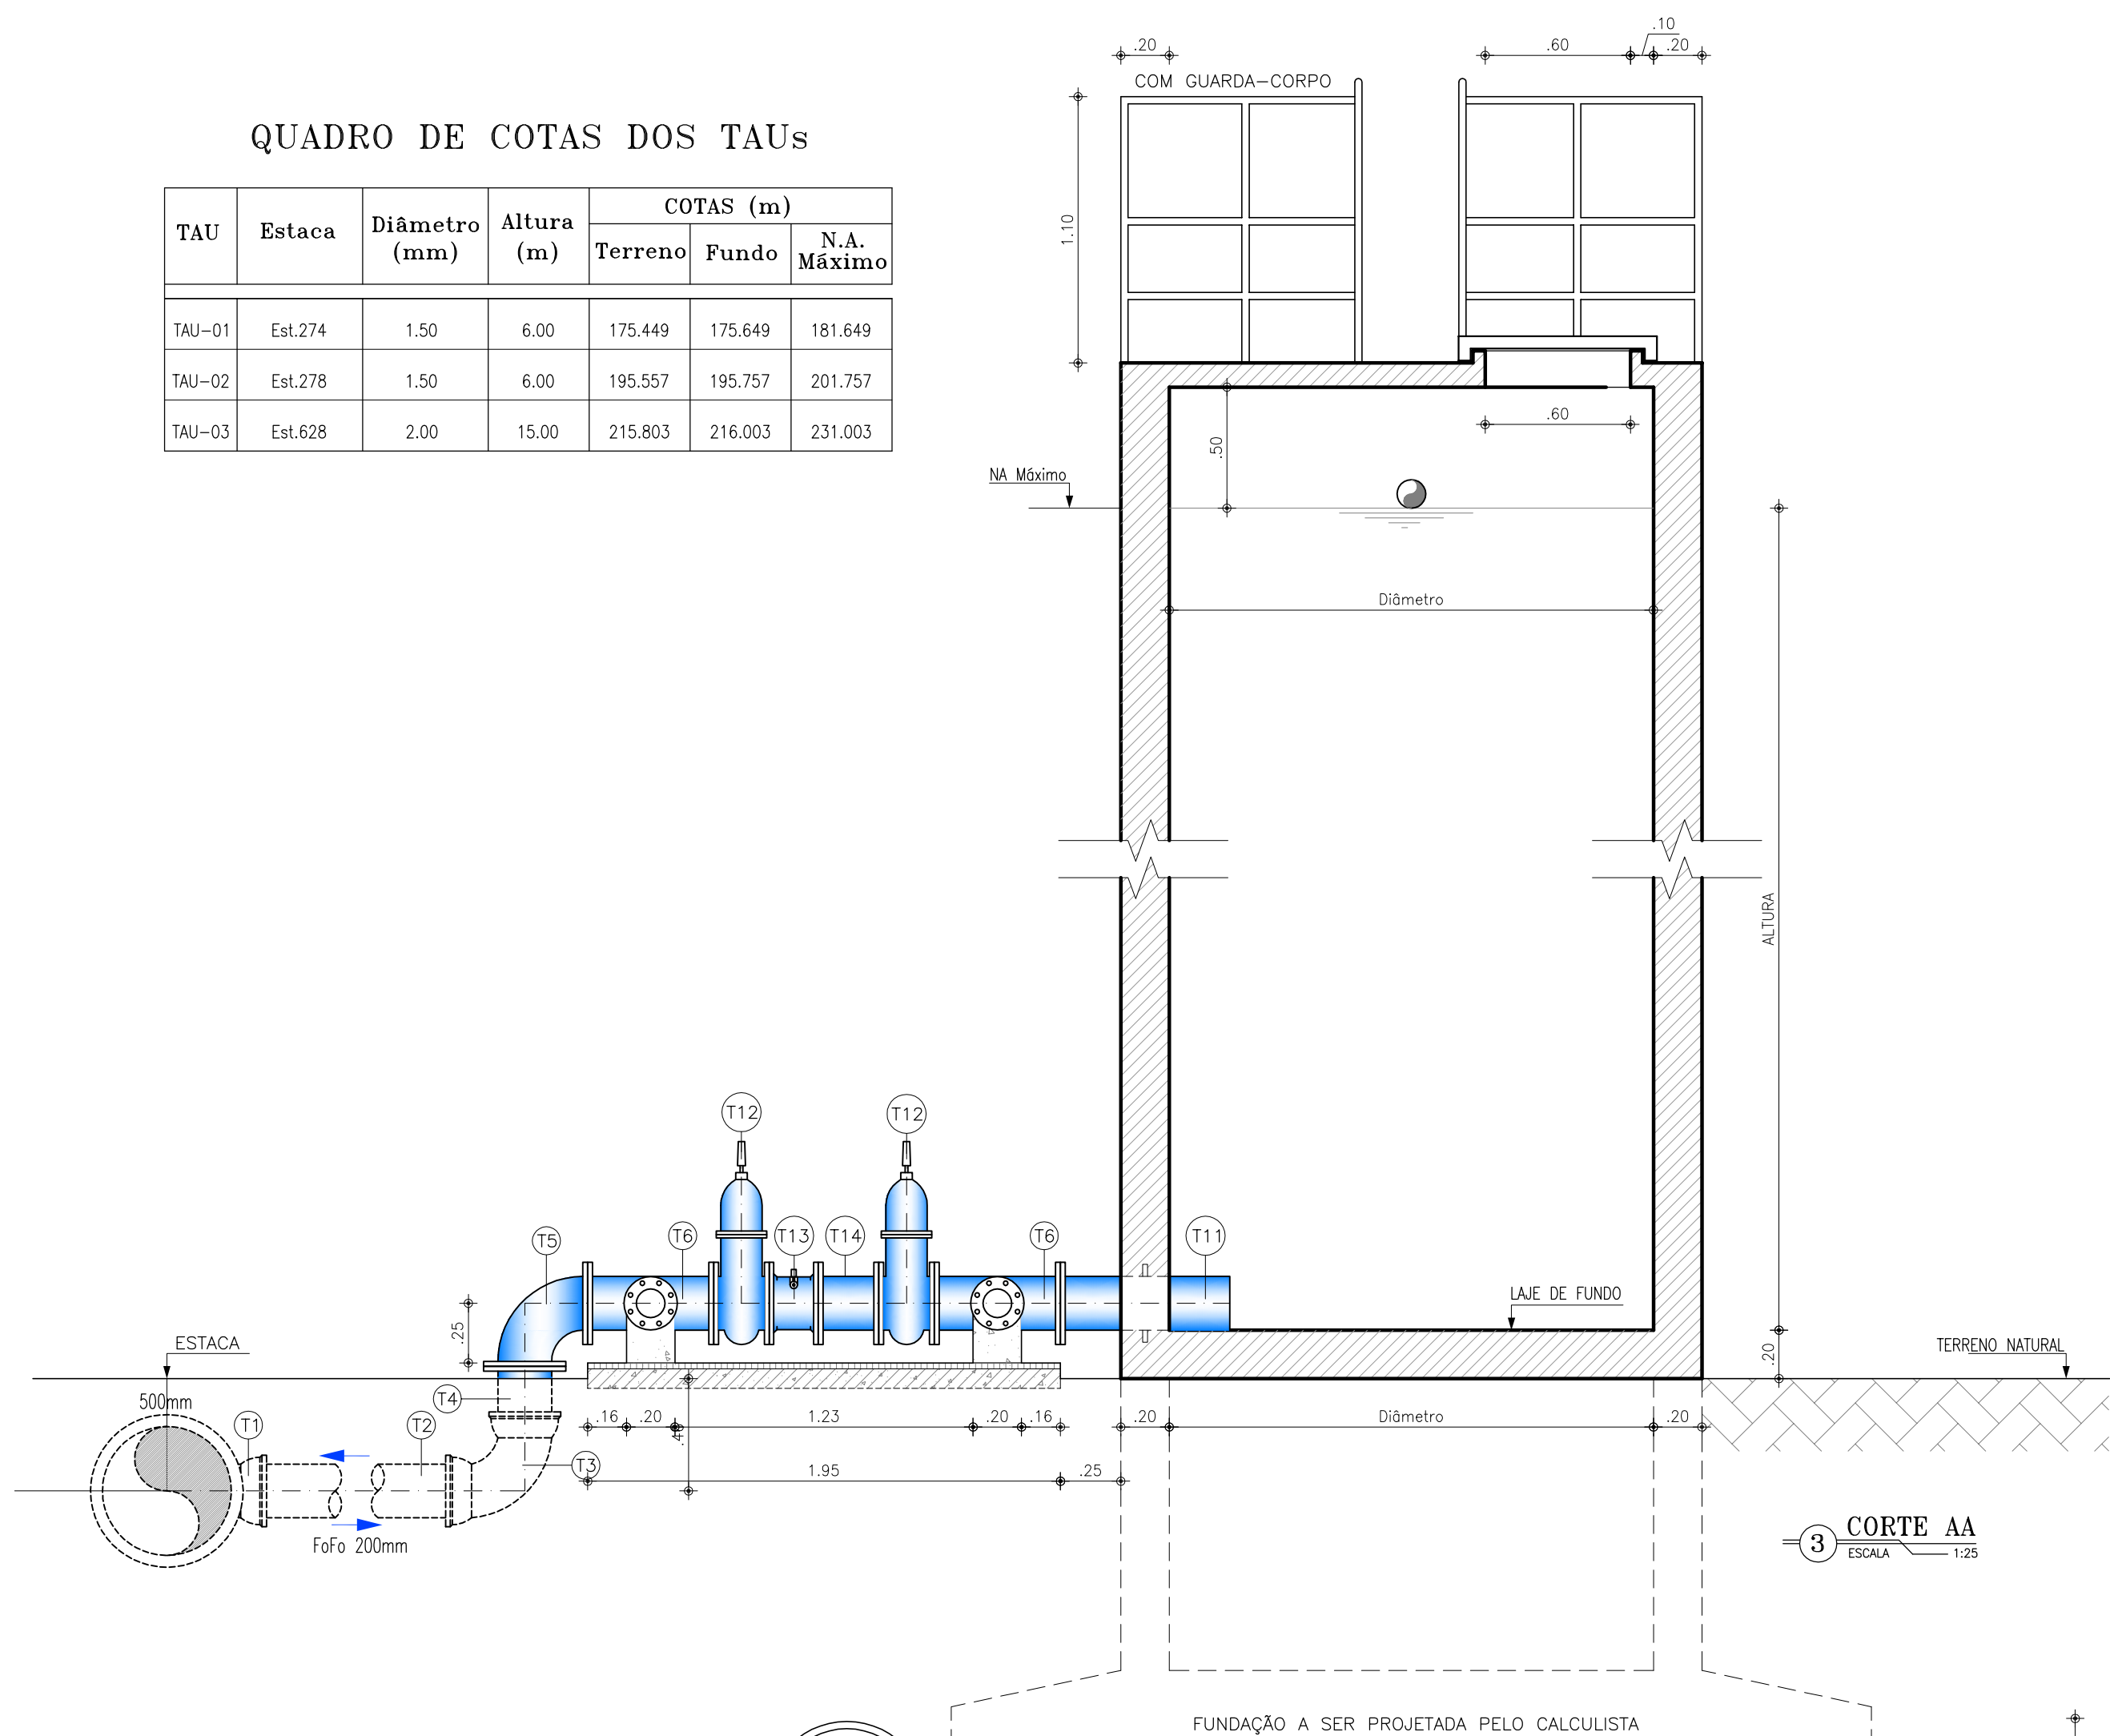 .10
.20
.60
.20
COM GUARDA-CORPO
QUADRO DE COTAS DOS TAUs
TAU
Estaca
Diâmetro
(mm)
Altura
(m)
COTAS (m)
Terreno
Fundo
N.A.
Máximo
TAU-01 Est.274 1.50 6.00 175.449 175.649 181.649
TAU-02 Est.278 1.50 6.00 195.557 195.757 201.757
TAU-03 Est.628 2.00 15.00 215.803 216.003 231.003
1.10
.60
.50
NA Máximo
Diâmetro
ALTURA
T12
T12
T5
T6
T13
T14
T6
T11
.25
LAJE DE FUNDO
ESTACA
TERRENO NATURAL
.20
500mm
T4
T1
T2
T3
.16
.20
1.23
.20
.16
.20
Diâmetro
.20
1.95
.25
FoFo 200mm
3
CORTE AA
ESCALA
1:25
FUNDAÇÃO A SER PROJETADA PELO CALCULISTA